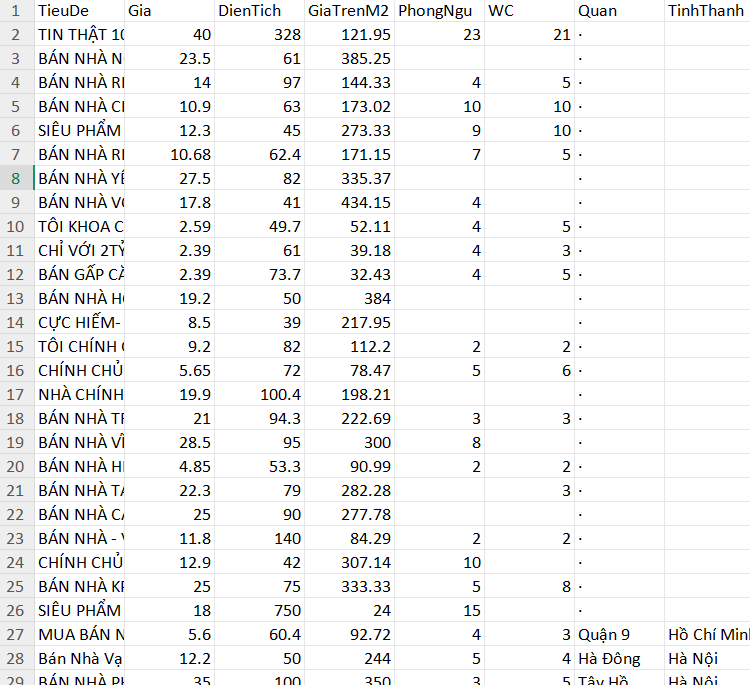 1 TieuDe Gia DienTich GiaTrenM2 PhongNgu WC Quan TinhThanh
2 TIN THẬT 10 40 328 121.95 23 21 ·
3 BÁN NHÀ N 23.5 61 385.25 ·
4 BÁN NHÀ RI 14 97 144.33 4 5 ·
5 BÁN NHÀ CI 10.9 63 173.02 10 10 ·
6 SIÊU PHẨM 12.3 45 273.33 9 10 ·
7 BÁN NHÀ RI 10.68 62.4 171.15 7 5 ·
8 BÁN NHÀ YÊ 27.5 82 335.37 ·
9 BÁN NHÀ VÕ 17.8 41 434.15 4 ·
10 TÔI KHOA C 2.59 49.7 52.11 4 5 ·
11 CHỈ VỚI 2TỶ 2.39 61 39.18 4 3 ·
12 BÁN GẤP CĂ 2.39 73.7 32.43 4 5 ·
13 BÁN NHÀ HO 19.2 50 384 ·
14 CỰC HIẾM- 8.5 39 217.95 ·
15 TÔI CHÍNH 9.2 82 112.2 2 2 ·
16 CHÍNH CHỦ 5.65 72 78.47 5 6 ·
17 NHÀ CHÍNH 19.9 100.4 198.21 ·
18 BÁN NHÀ TR 21 94.3 222.69 3 3 ·
19 BÁN NHÀ VĨ 28.5 95 300 8 ·
20 BÁN NHÀ HI 4.85 53.3 90.99 2 2 ·
21 BÁN NHÀ TA 22.3 79 282.28 3 ·
22 BÁN NHÀ CA 25 90 277.78 ·
23 BÁN NHÀ - 11.8 140 84.29 2 2 ·
24 CHÍNH CHỦ 12.9 42 307.14 10 ·
25 BÁN NHÀ KI 25 75 333.33 5 8 ·
26 SIÊU PHẨM 18 750 24 15 ·
27 MUA BÁN N 5.6 60.4 92.72 4 3 Quận 9 Hồ Chí Minh
28 Bán Nhà Vạ 12.2 50 244 5 4 Hà Đông Hà Nội
29 BÁN NHÀ PH 35 100 350 3 5 Tây Hồ Hà Nội